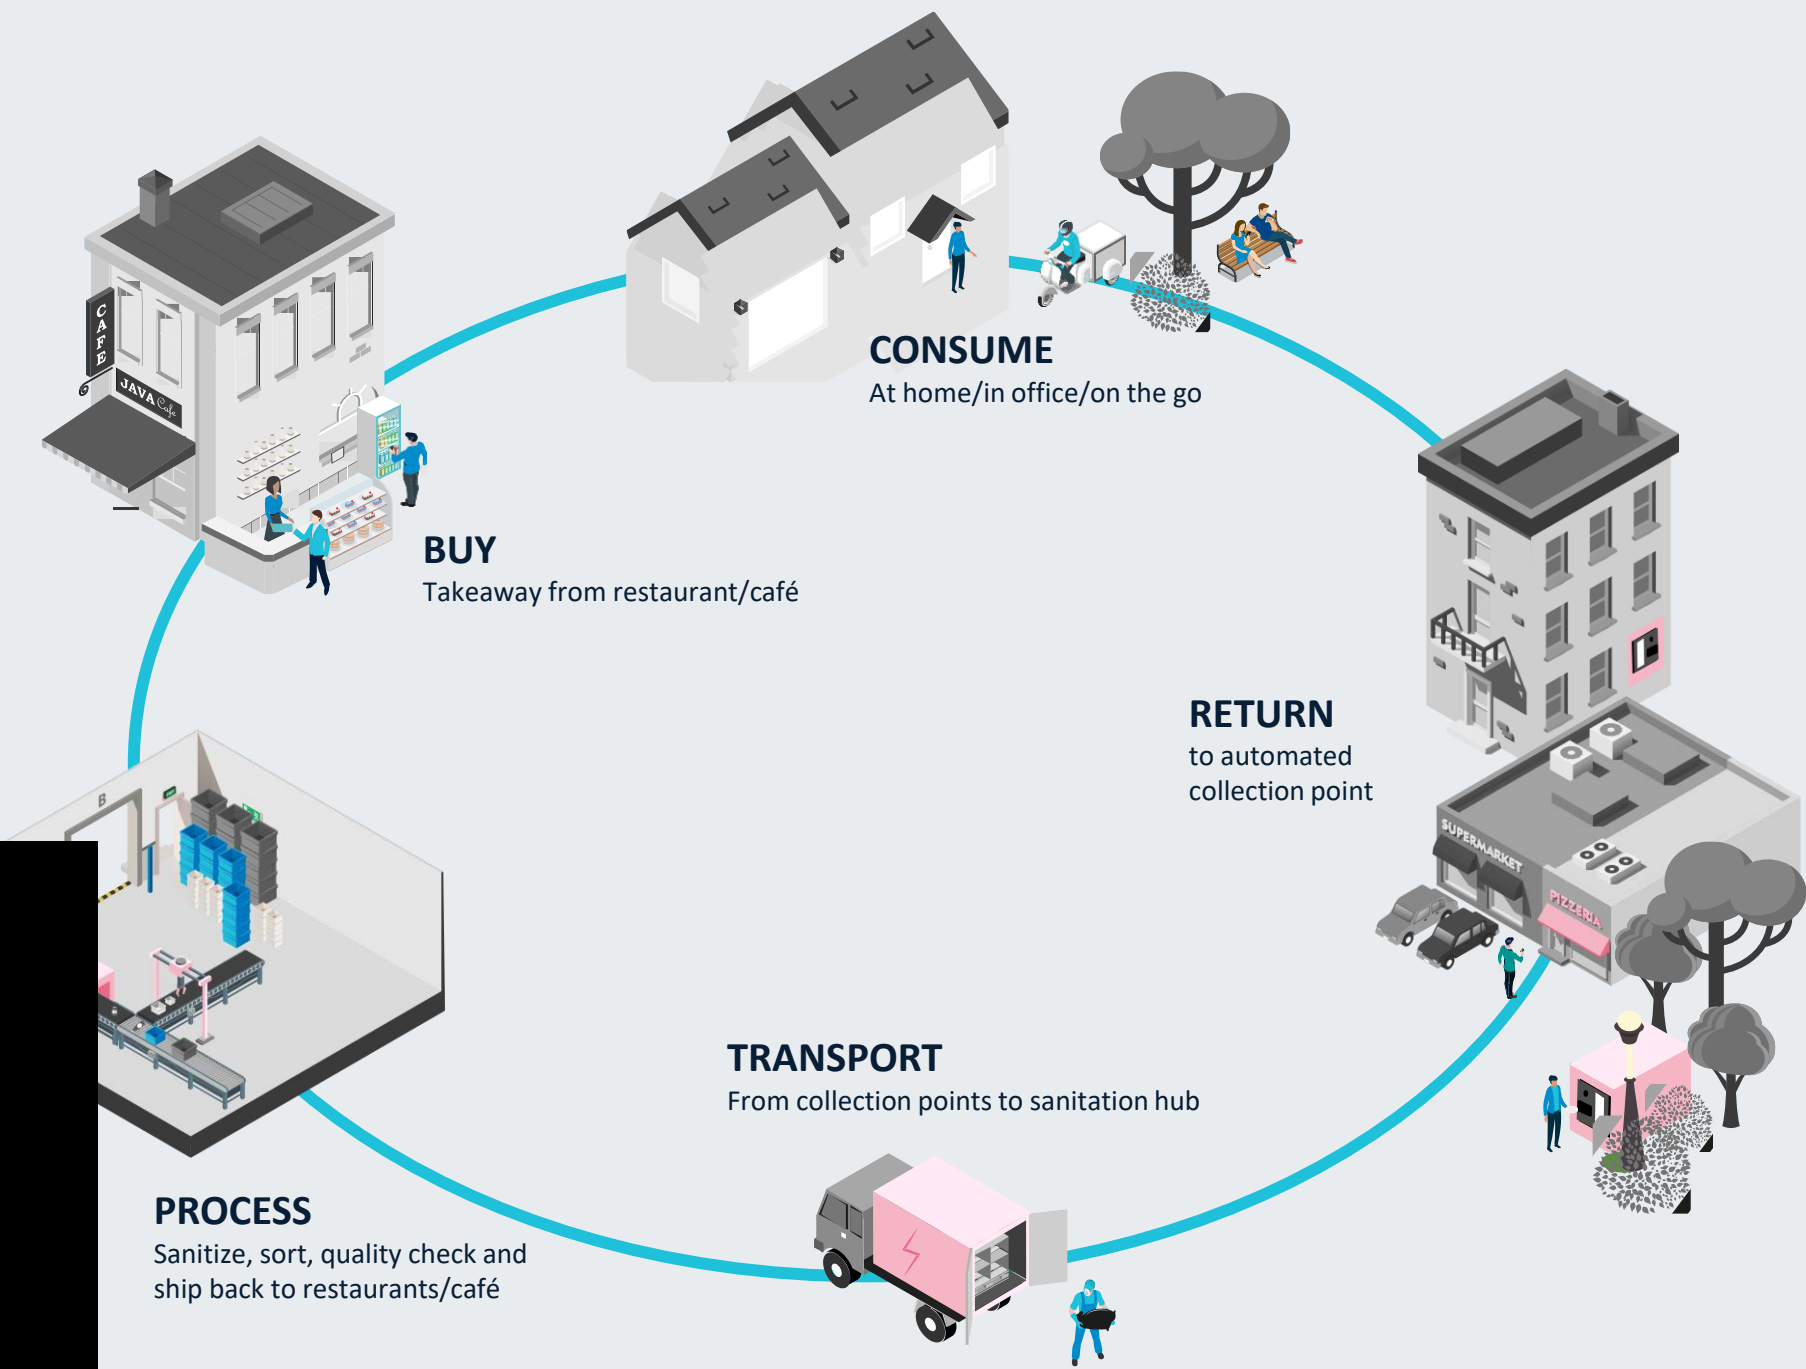 CONSUME
At home/in office/on the go
CAFE
JAVA Cafe
BUY
Takeaway from restaurant/café
RETURN
to automated
collection point
B
SUPERMARKET
PIZZERIA
TRANSPORT
From collection points to sanitation hub
PROCESS
Sanitize, sort, quality check and
ship back to restaurants/café